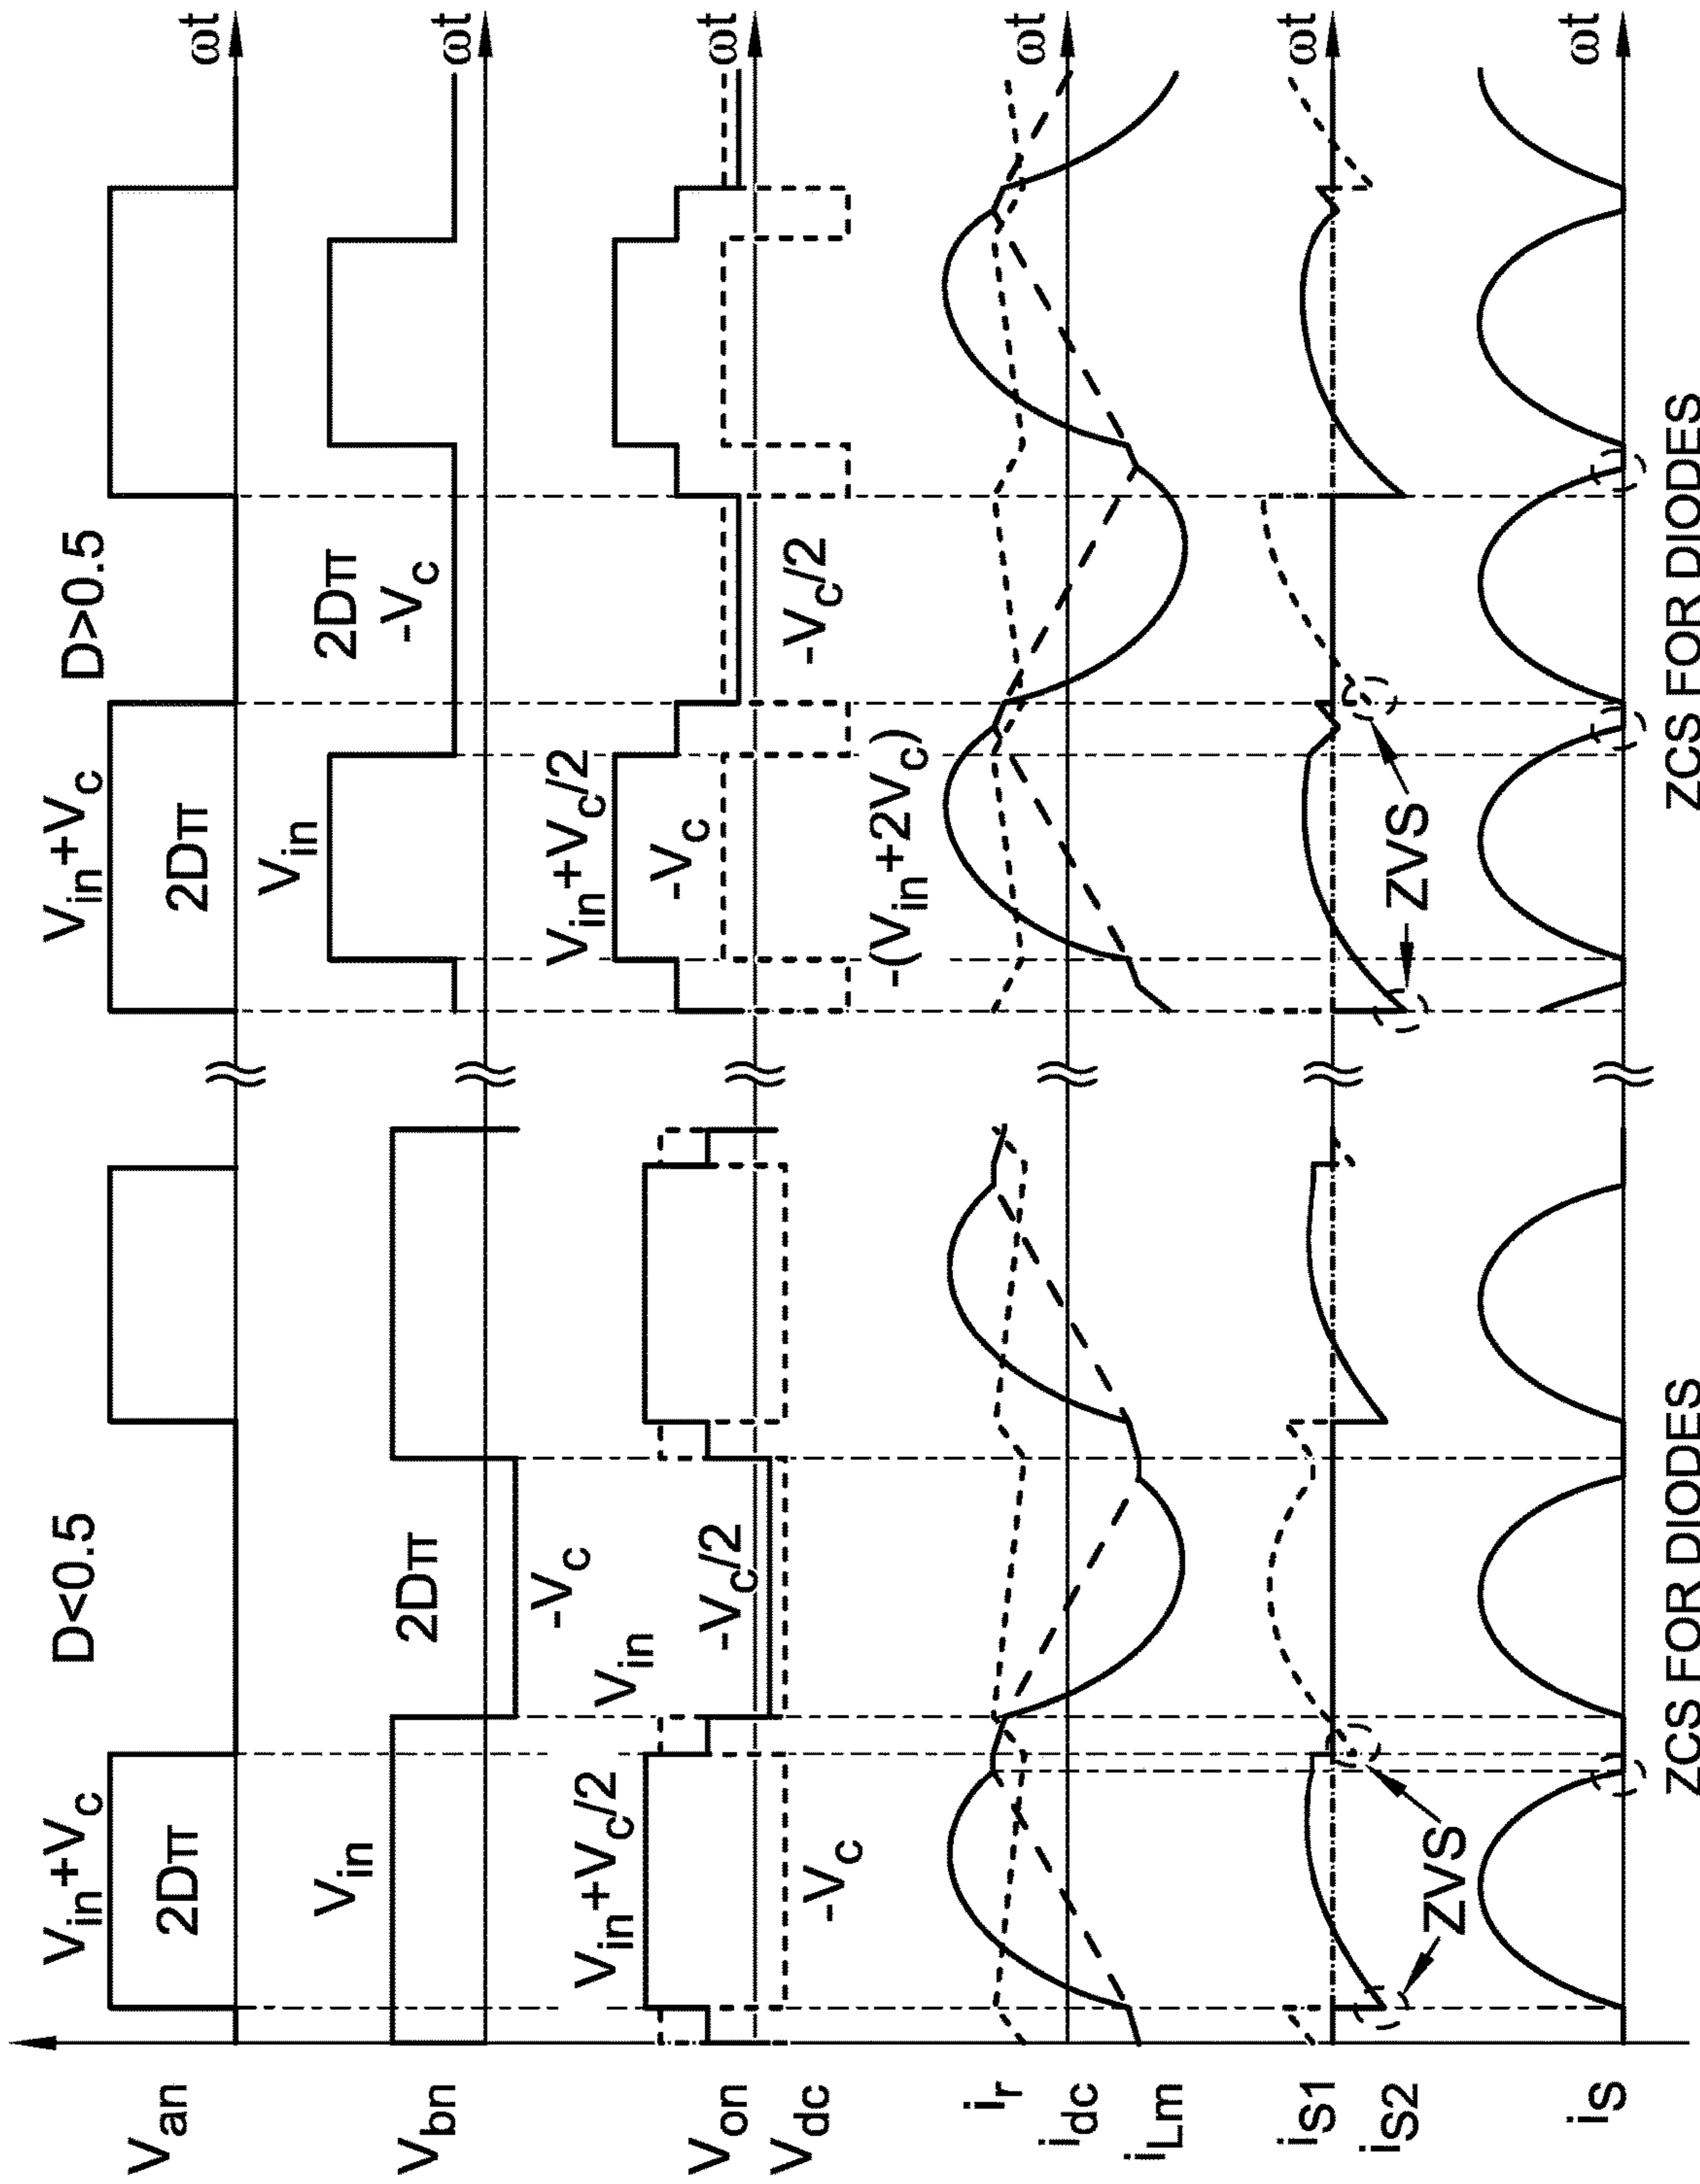 D<0.5
D>0.5
V_an
V_in+V_c
2Dπ
V_in+V_c
2Dπ
ωt
V_bn
V_in
2Dπ
-V_c
V_in
2Dπ
-V_c
ωt
V_on
V_dc
V_in+V_c/2
V_in
-V_c/2
-V_c
V_in+V_c/2
-V_c
-V_c/2
-(V_in+2V_c)
ωt
i_r
i_dc
i_Lm
ωt
i_S1
i_S2
ZVS
ZVS
ωt
i_S
ωt
ZCS FOR DIODES
ZCS FOR DIODES